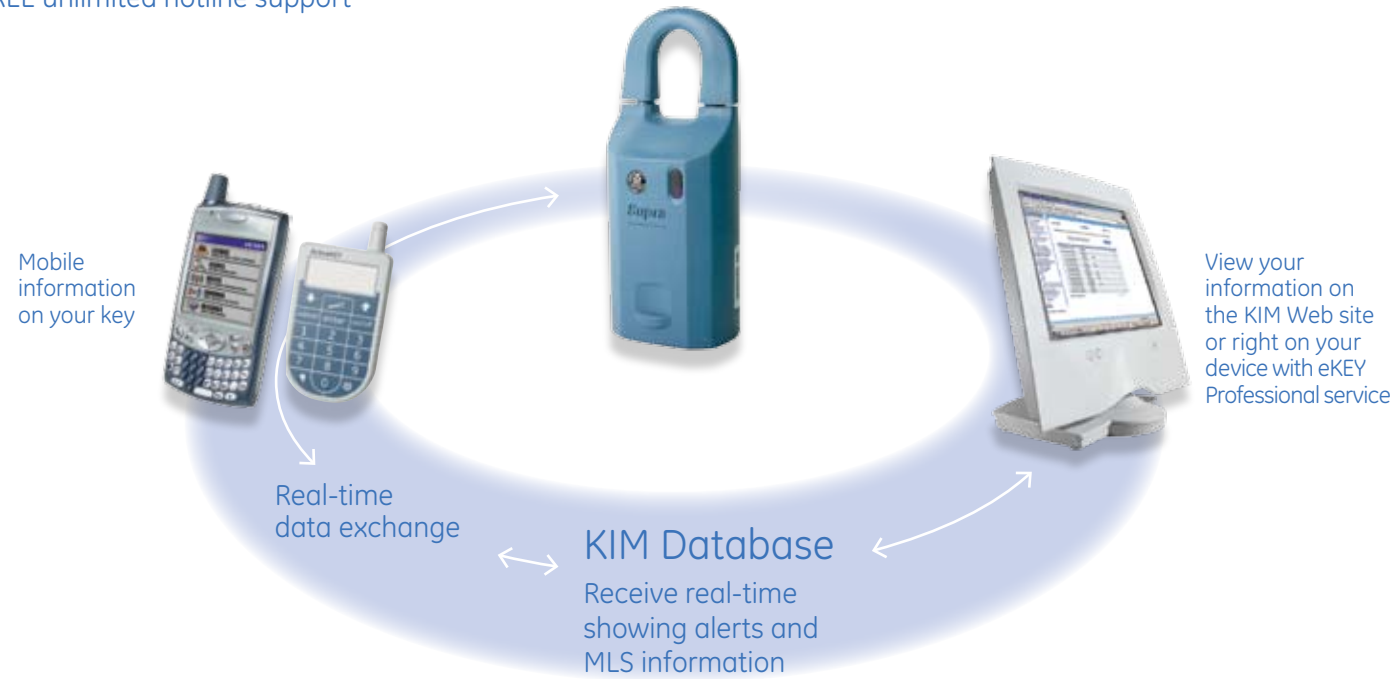 unlimited hotline support
Mobile
information
on your key
Supra
View your
information on
the KIM Web site
or right on your
device with eKEY
Professional service
Real-time
data exchange
KIM Database
Receive real-time
showing alerts and
MLS information